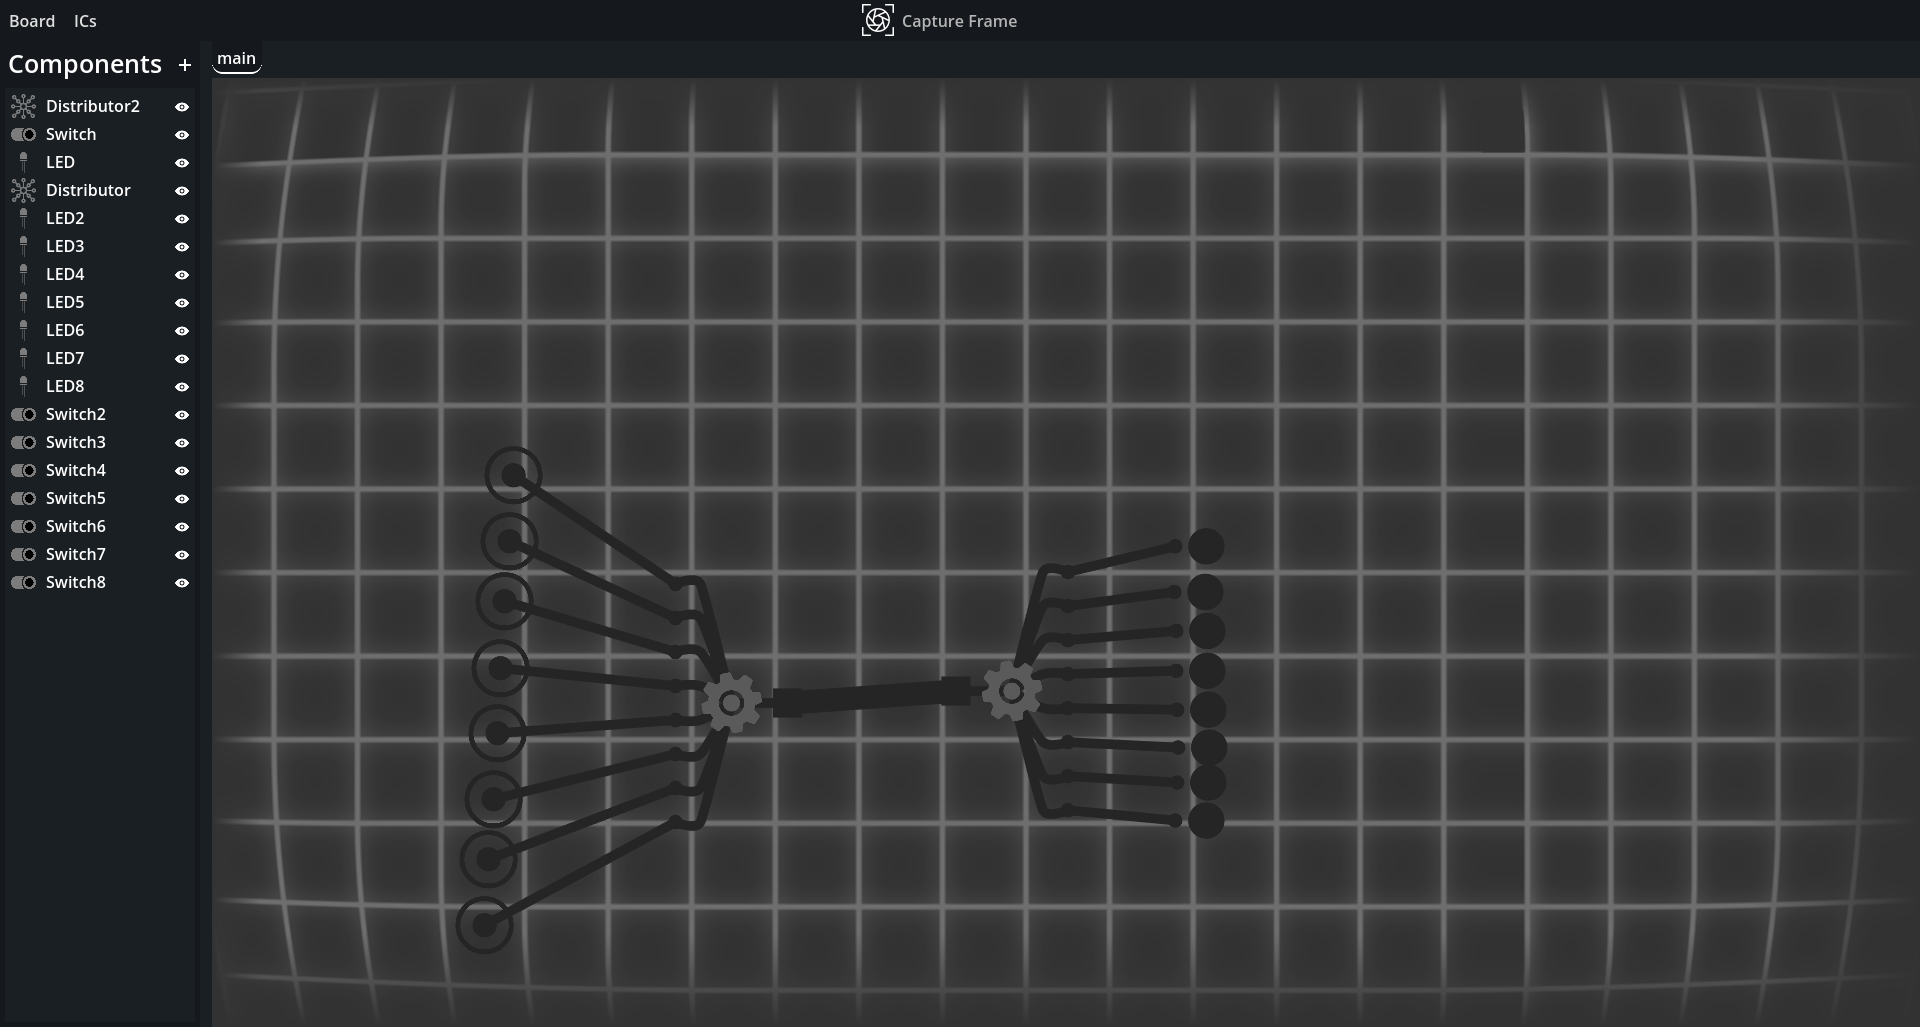 Board ICs
Capture Frame
Components +
main
Distributor2
Switch
LED
Distributor
LED2
LED3
LED4
LED5
LED6
LED7
LED8
Switch2
Switch3
Switch4
Switch5
Switch6
Switch7
Switch8